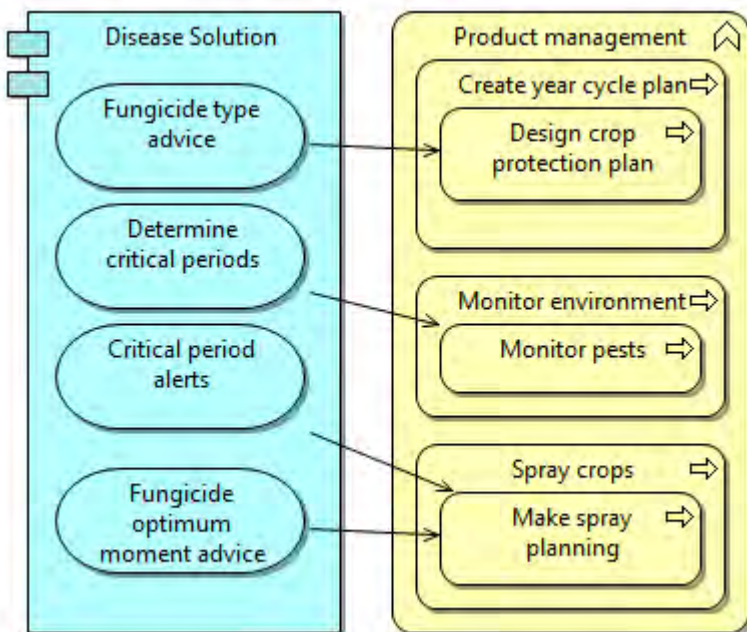 Disease Solution
Fungicide type
advice
Determine
critical periods
Critical period
alerts
Fungicide
optimum
moment advice
Product management
Create year cycle plan
Design crop
protection plan
Monitor environment
Monitor pests
Spray crops
Make spray
planning